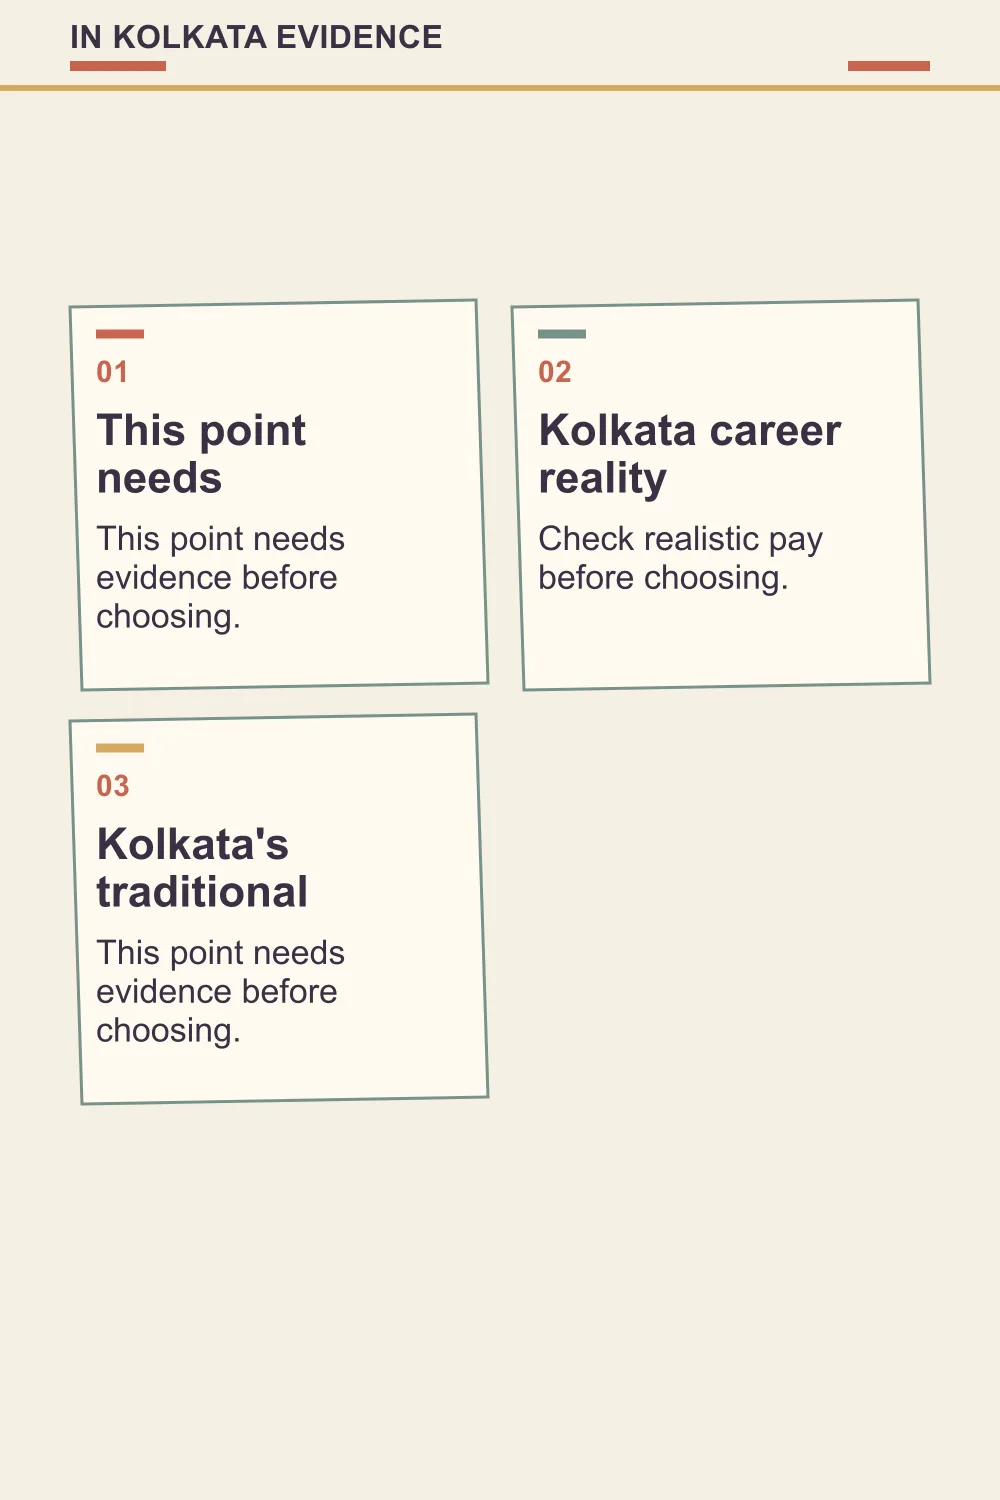 IN KOLKATA EVIDENCE
01
This point
needs
This point needs
evidence before
choosing.
02
Kolkata career
reality
Check realistic pay
before choosing.
03
Kolkata's
traditional
This point needs
evidence before
choosing.